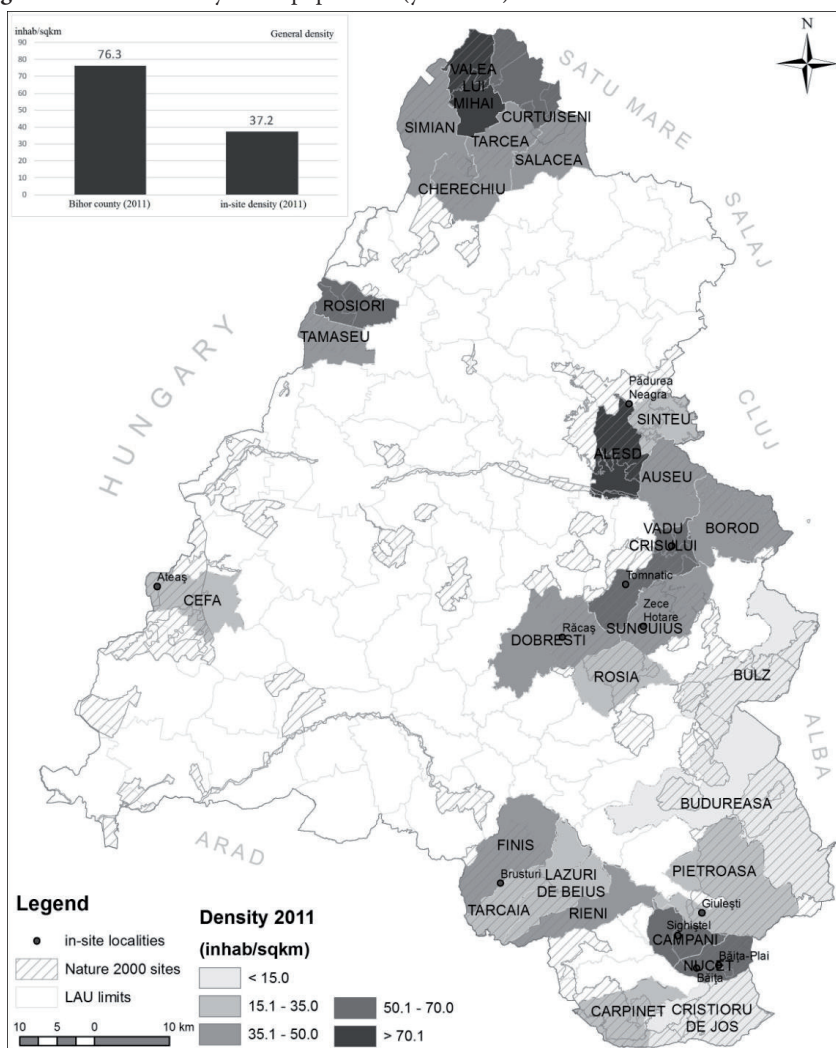 inhab/sqkm
General density
90
80
70
60
50
40
30
20
10
0
76.3
37.2
Bihor county (2011)
in-site density (2011)
N
SATU MARE
SALAJ
CLUJ
ALBA
ARAD
HUNGARY
VALEA
LUI
MIHAI
SIMIAN
CURTUISENI
TARCEA
SALACEA
CHERECHIU
ROSIORI
TAMASEU
Pădurea
Neagra
SINTEU
ALESD
AUSEU
VADU
CRISULUI
BOROD
Ateaş
CEFA
Tomnatic
Zece
Hotare
Răcaş
SUNCUIUS
DOBRESTI
ROSIA
BULZ
BUDUREASA
FINIS
PIETROASA
LAZURI
DE BEIUS
Brusturi
TARCAIA
RIENI
Giuleşti
Sighiştel
CAMPANI
Băiţa-Plai
NUCET
Băiţa
CARPINET
CRISTIORU
DE JOS
Legend
in-site localities
Nature 2000 sites
LAU limits
10 5 0 10 km
Density 2011
(inhab/sqkm)
< 15.0
15.1 - 35.0
35.1 - 50.0
50.1 - 70.0
> 70.1